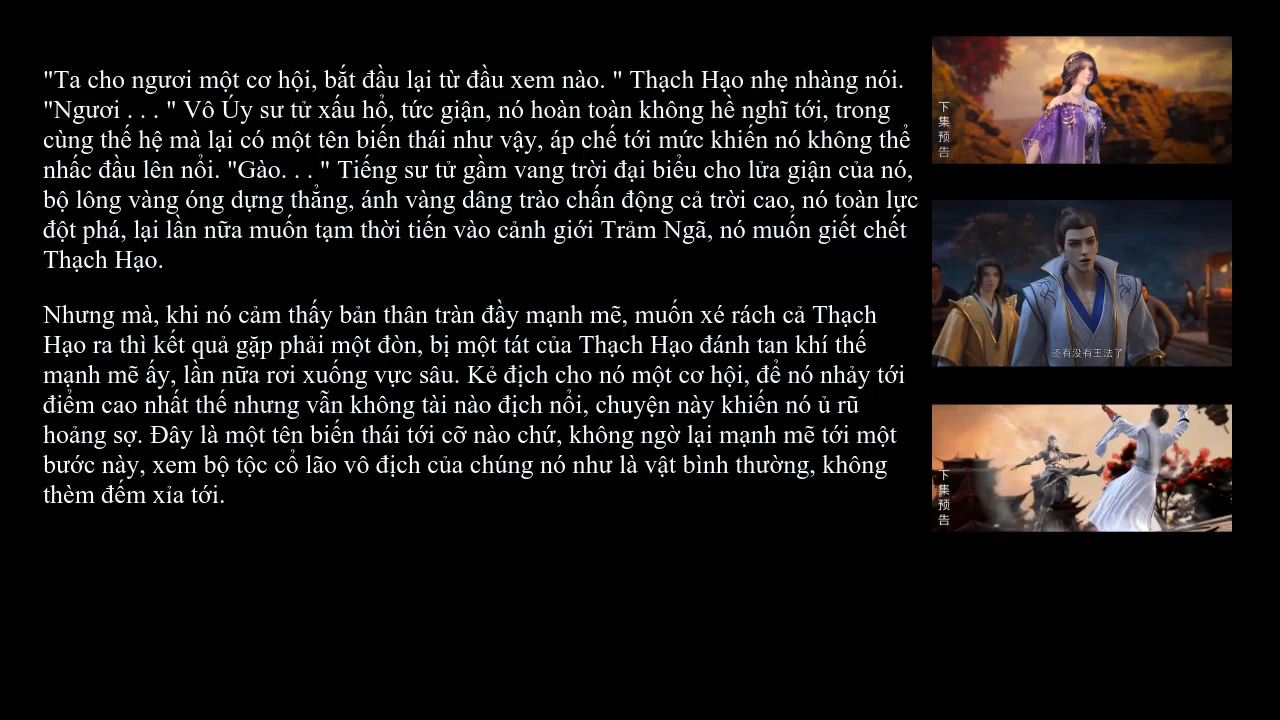 "Ta cho ngươi một cơ hội, bắt đầu lại từ đầu xem nào. " Thạch Hạo nhẹ nhàng nói.
"Ngươi . . . " Vô Úy sư tử xấu hổ, tức giận, nó hoàn toàn không hề nghĩ tới, trong
cùng thế hệ mà lại có một tên biến thái như vậy, áp chế tới mức khiến nó không thể
nhấc đầu lên nổi. "Gào. . . " Tiếng sư tử gầm vang trời đại biểu cho lửa giận của nó,
bộ lông vàng óng dựng thẳng, ánh vàng dâng trào chấn động cả trời cao, nó toàn lực
đột phá, lại lần nữa muốn tạm thời tiến vào cảnh giới Trảm Ngã, nó muốn giết chết
Thạch Hạo.
Nhưng mà, khi nó cảm thấy bản thân tràn đầy mạnh mẽ, muốn xé rách cả Thạch
Hạo ra thì kết quả gặp phải một đòn, bị một tát của Thạch Hạo đánh tan khí thế
mạnh mẽ ấy, lần nữa rơi xuống vực sâu. Kẻ địch cho nó một cơ hội, để nó nhảy tới
điểm cao nhất thế nhưng vẫn không tài nào địch nổi, chuyện này khiến nó ủ rũ
hoảng sợ. Đây là một tên biến thái tới cỡ nào chứ, không ngờ lại mạnh mẽ tới một
bước này, xem bộ tộc cổ lão vô địch của chúng nó như là vật bình thường, không
thèm đếm xỉa tới.
下集预告
还有没有王法了
下集预告